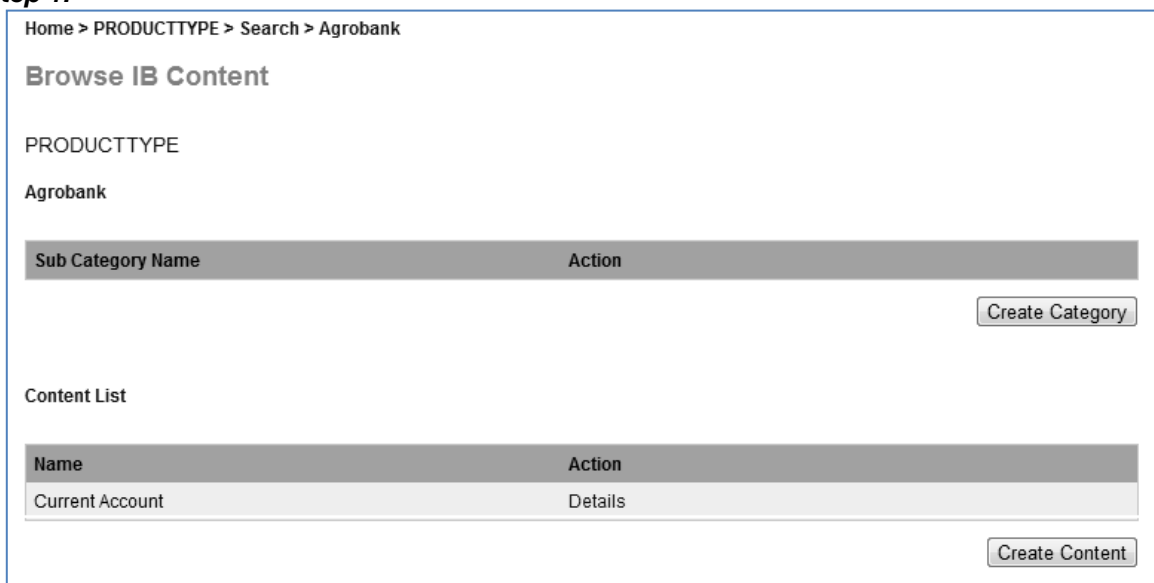 Home > PRODUCTTYPE > Search > Agrobank
Browse IB Content
PRODUCTTYPE
Agrobank
Sub Category Name Action
Create Category
Content List
Name Action
Current Account Details
Create Content